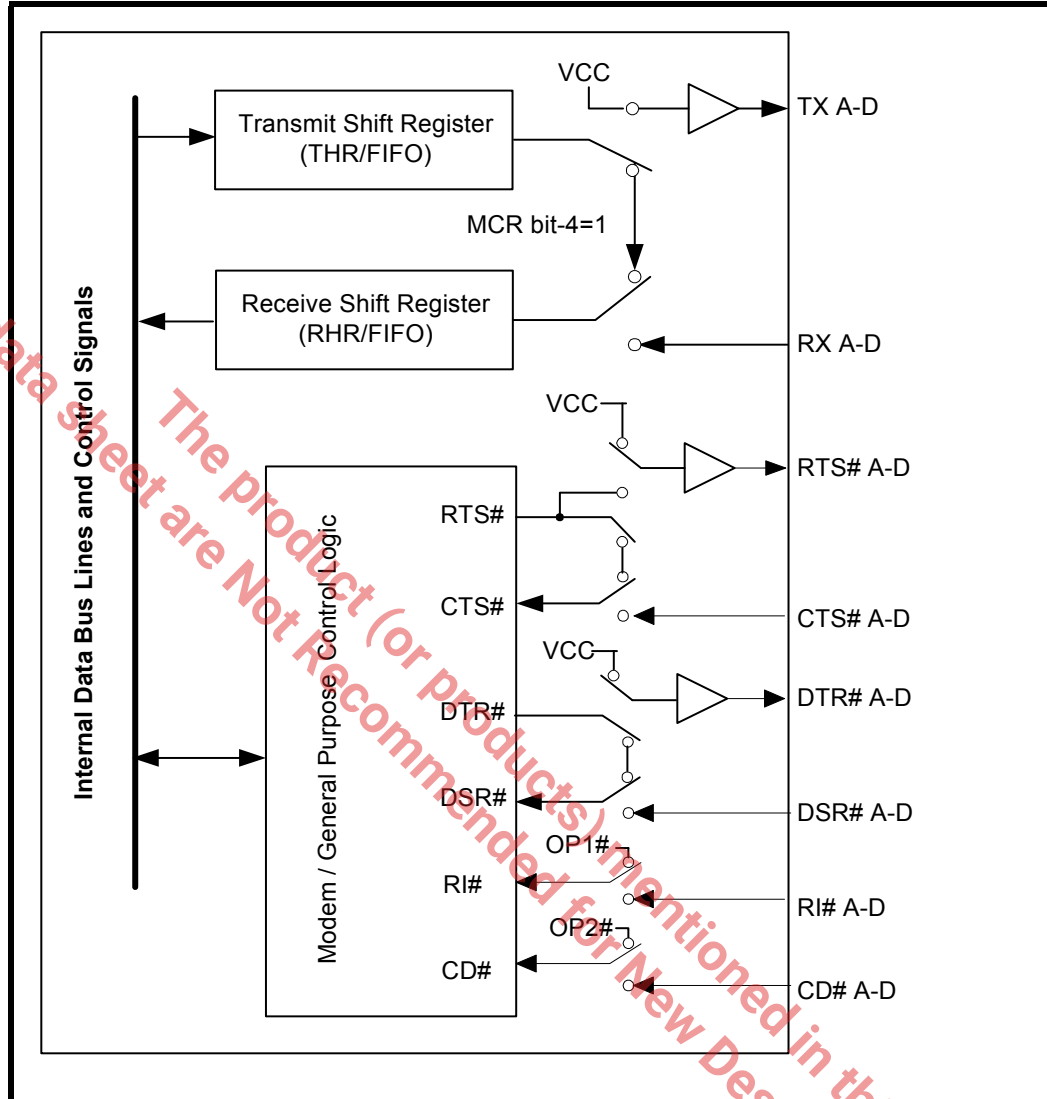 VCC
TX A-D
Transmit Shift Register
(THR/FIFO)
MCR bit-4=1
Receive Shift Register
(RHR/FIFO)
RX A-D
Internal Data Bus Lines and Control Signals
VCC
RTS# A-D
RTS#
CTS#
CTS# A-D
Modem / General Purpose Control Logic
VCC
DTR# A-D
DTR#
DSR#
DSR# A-D
OP1#
RI#
RI# A-D
OP2#
CD#
CD# A-D
The product (or products) mentioned in
data sheet are Not Recommended for New